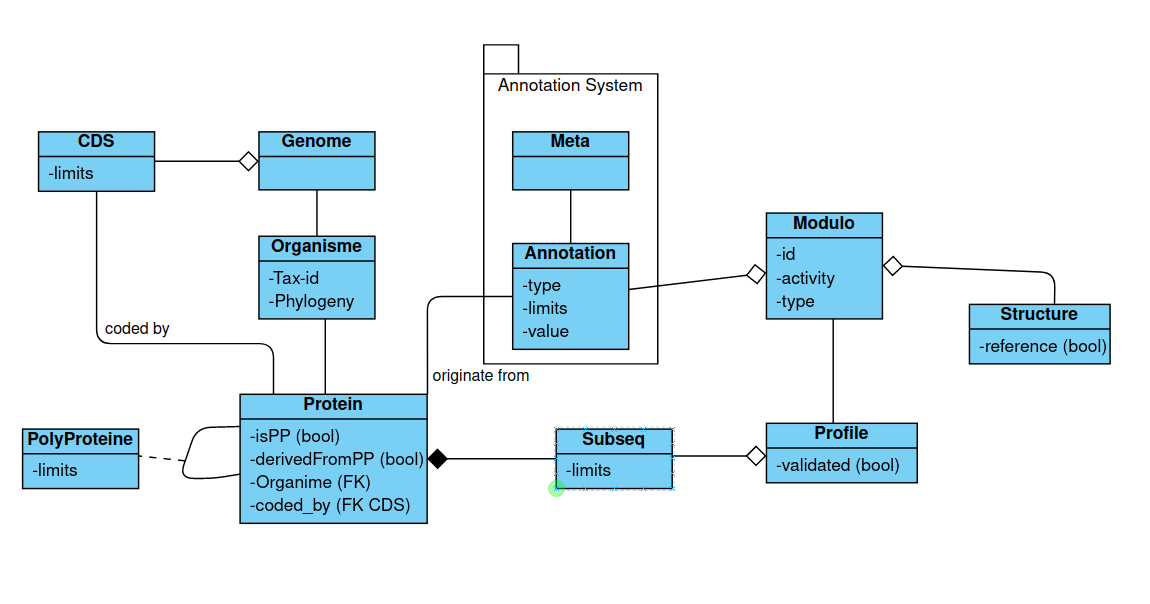 Annotation System
CDS
-limits
Genome
Meta
Organisme
-Tax-id
-Phylogeny
Annotation
-type
-limits
-value
Modulo
-id
-activity
-type
Structure
-reference (bool)
coded by
originate from
PolyProteine
-limits
Protein
-isPP (bool)
-derivedFromPP (bool)
-Organime (FK)
-coded_by (FK CDS)
Subseq
-limits
Profile
-validated (bool)